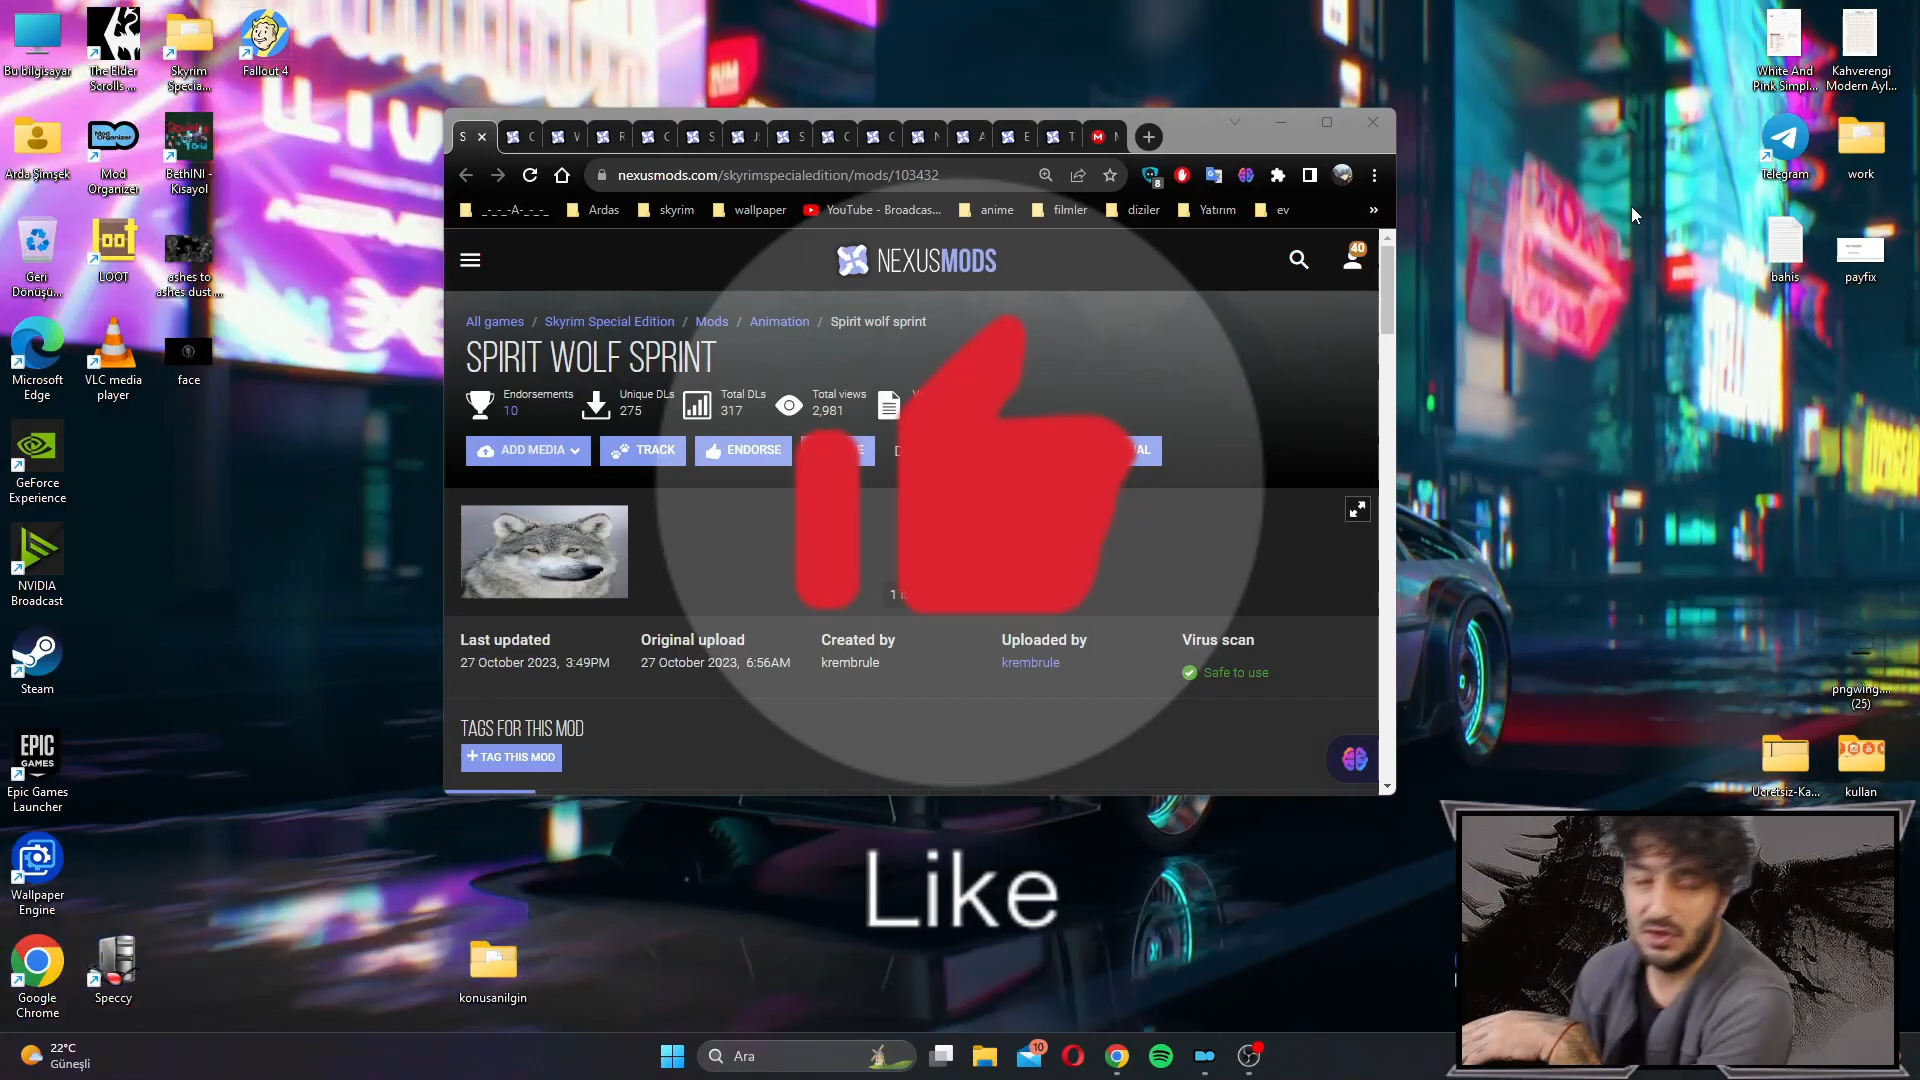 Bu bilgisayar
The Elder
Scrolls ...
Skyrim
Specia...
Fallout 4
Arda Şimşek
Mod
Organizer
BethINI -
Kısayol
Geri
Dönüşü...
LOOT
ashes to
ashes dust ...
Microsoft
Edge
VLC media
player
face
GeForce
Experience
NVIDIA
Broadcast
Steam
EPIC
GAMES
Epic Games
Launcher
Wallpaper
Engine
Google
Chrome
Speccy
konusanilgin
White And
Pink Simpl...
Kahverengi
Modern Ayl...
Telegram
work
bahis
payfix
pngwing....
(25)
Ucretsiz-Ka...
kullan
nexusmods.com/skyrimspecialedition/mods/103432
8
_-_-_-A-_-_-_
Ardas
skyrim
wallpaper
YouTube - Broadcas...
anime
filmler
diziler
Yatırım
ev
»
NEXUSMODS
40
All games / Skyrim Special Edition / Mods / Animation / Spirit wolf sprint
SPIRIT WOLF SPRINT
Endorsements
10
Unique DLs
275
Total DLs
317
Total views
2,981
ADD MEDIA
TRACK
ENDORSE
Last updated
27 October 2023, 3:49PM
Original upload
27 October 2023, 6:56AM
Created by
krembrule
Uploaded by
krembrule
Virus scan
Safe to use
TAGS FOR THIS MOD
+ TAG THIS MOD
Like
22°C
Güneşli
Ara
10